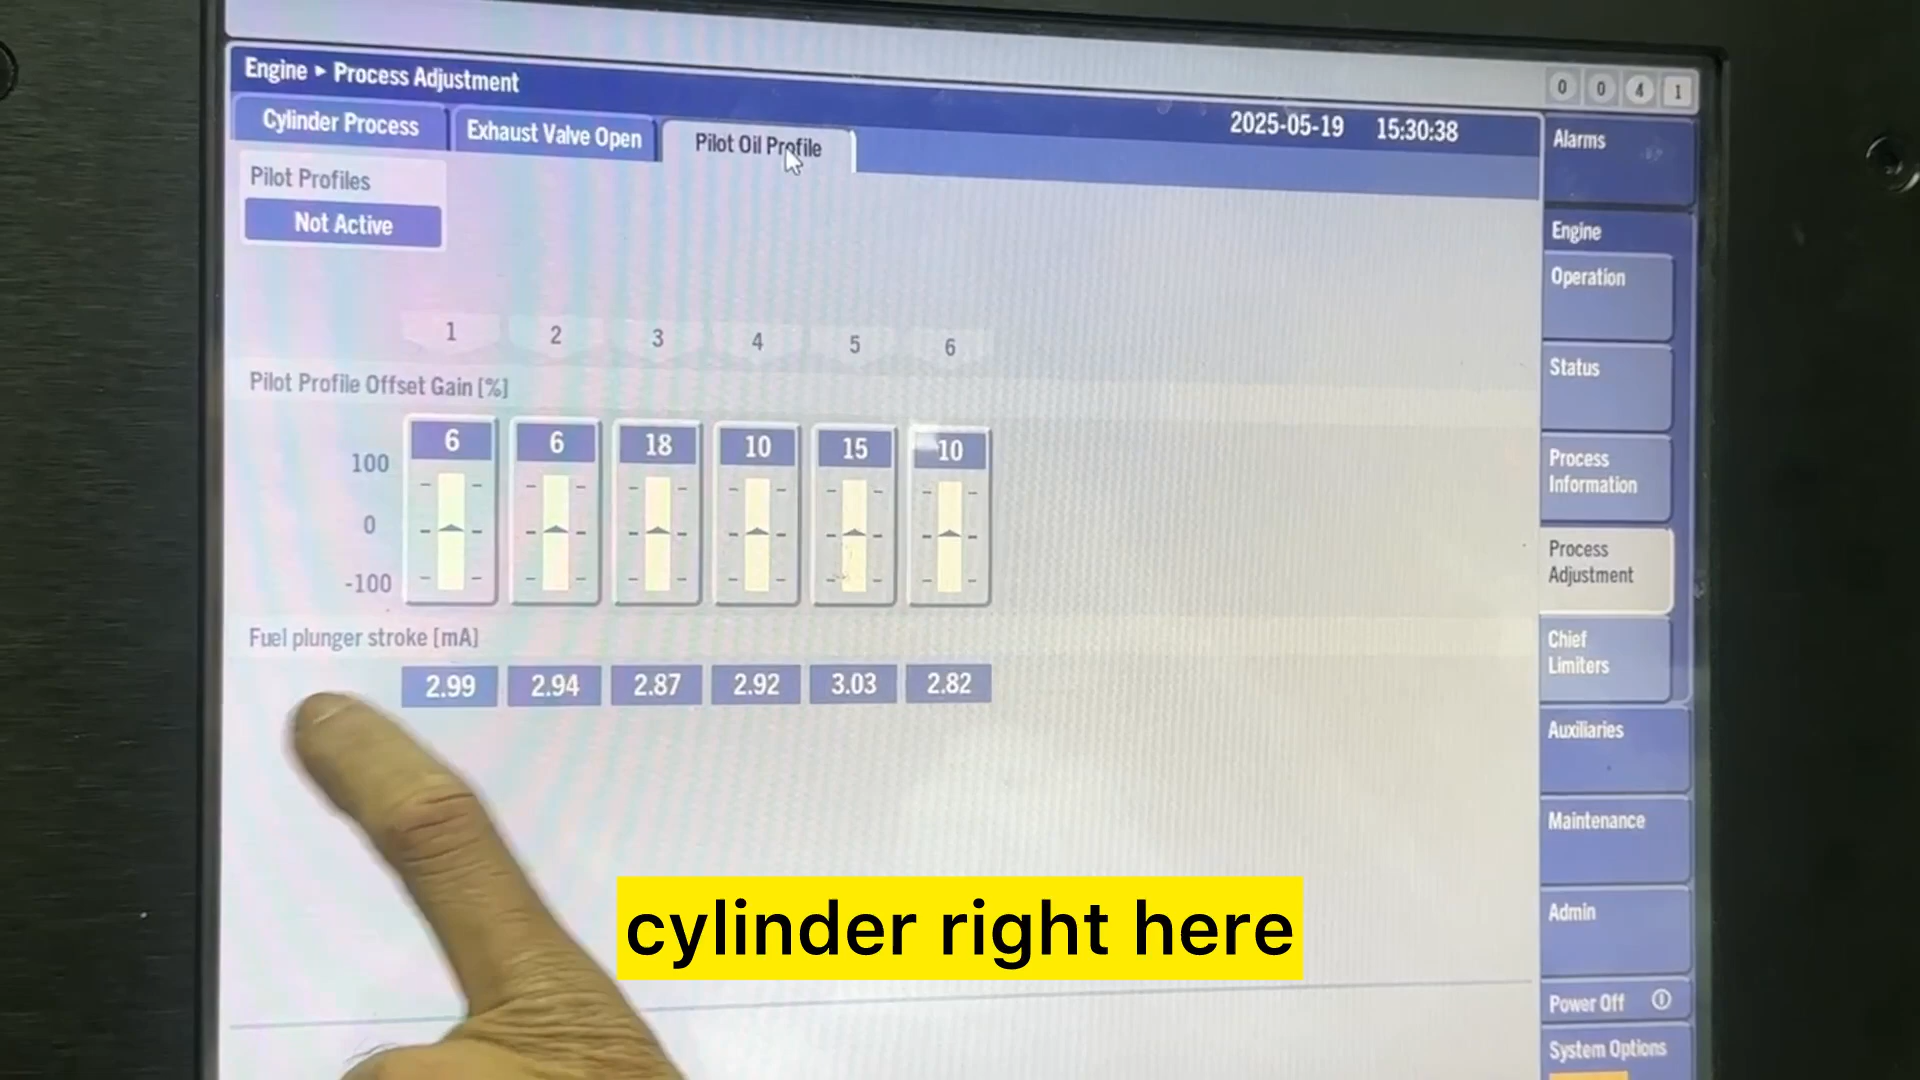 Engine ▸ Process Adjustment
0 0 4 1
Cylinder Process
Exhaust Valve Open
Pilot Oil Profile
2025-05-19 15:30:38
Pilot Profiles
Not Active
1 2 3 4 5 6
Pilot Profile Offset Gain [%]
6 6 18 10 15 10
100
0
-100
Fuel plunger stroke [mA]
2.99 2.94 2.87 2.92 3.03 2.82
Alarms
Engine
Operation
Status
Process
Information
Process
Adjustment
Chief
Limiters
Auxiliaries
Maintenance
Admin
Power Off
System Options
cylinder right here